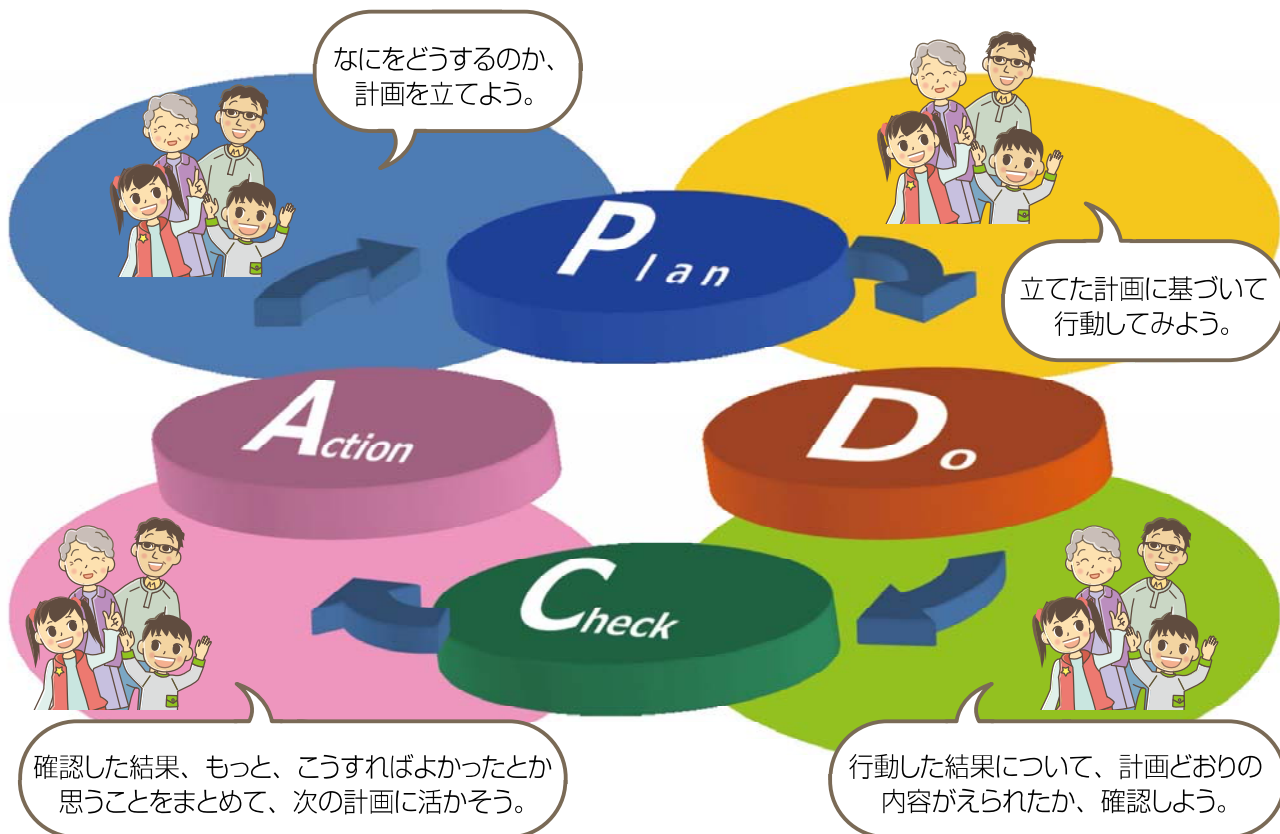 なにをどうするのか、
計画を立てよう。
Plan
立てた計画に基づいて
行動してみよう。
Action
Do
Check
確認した結果、もっと、こうすればよかったとか
思うことをまとめて、次の計画に活かそう。
行動した結果について、計画どおりの
内容がえられたか、確認しよう。